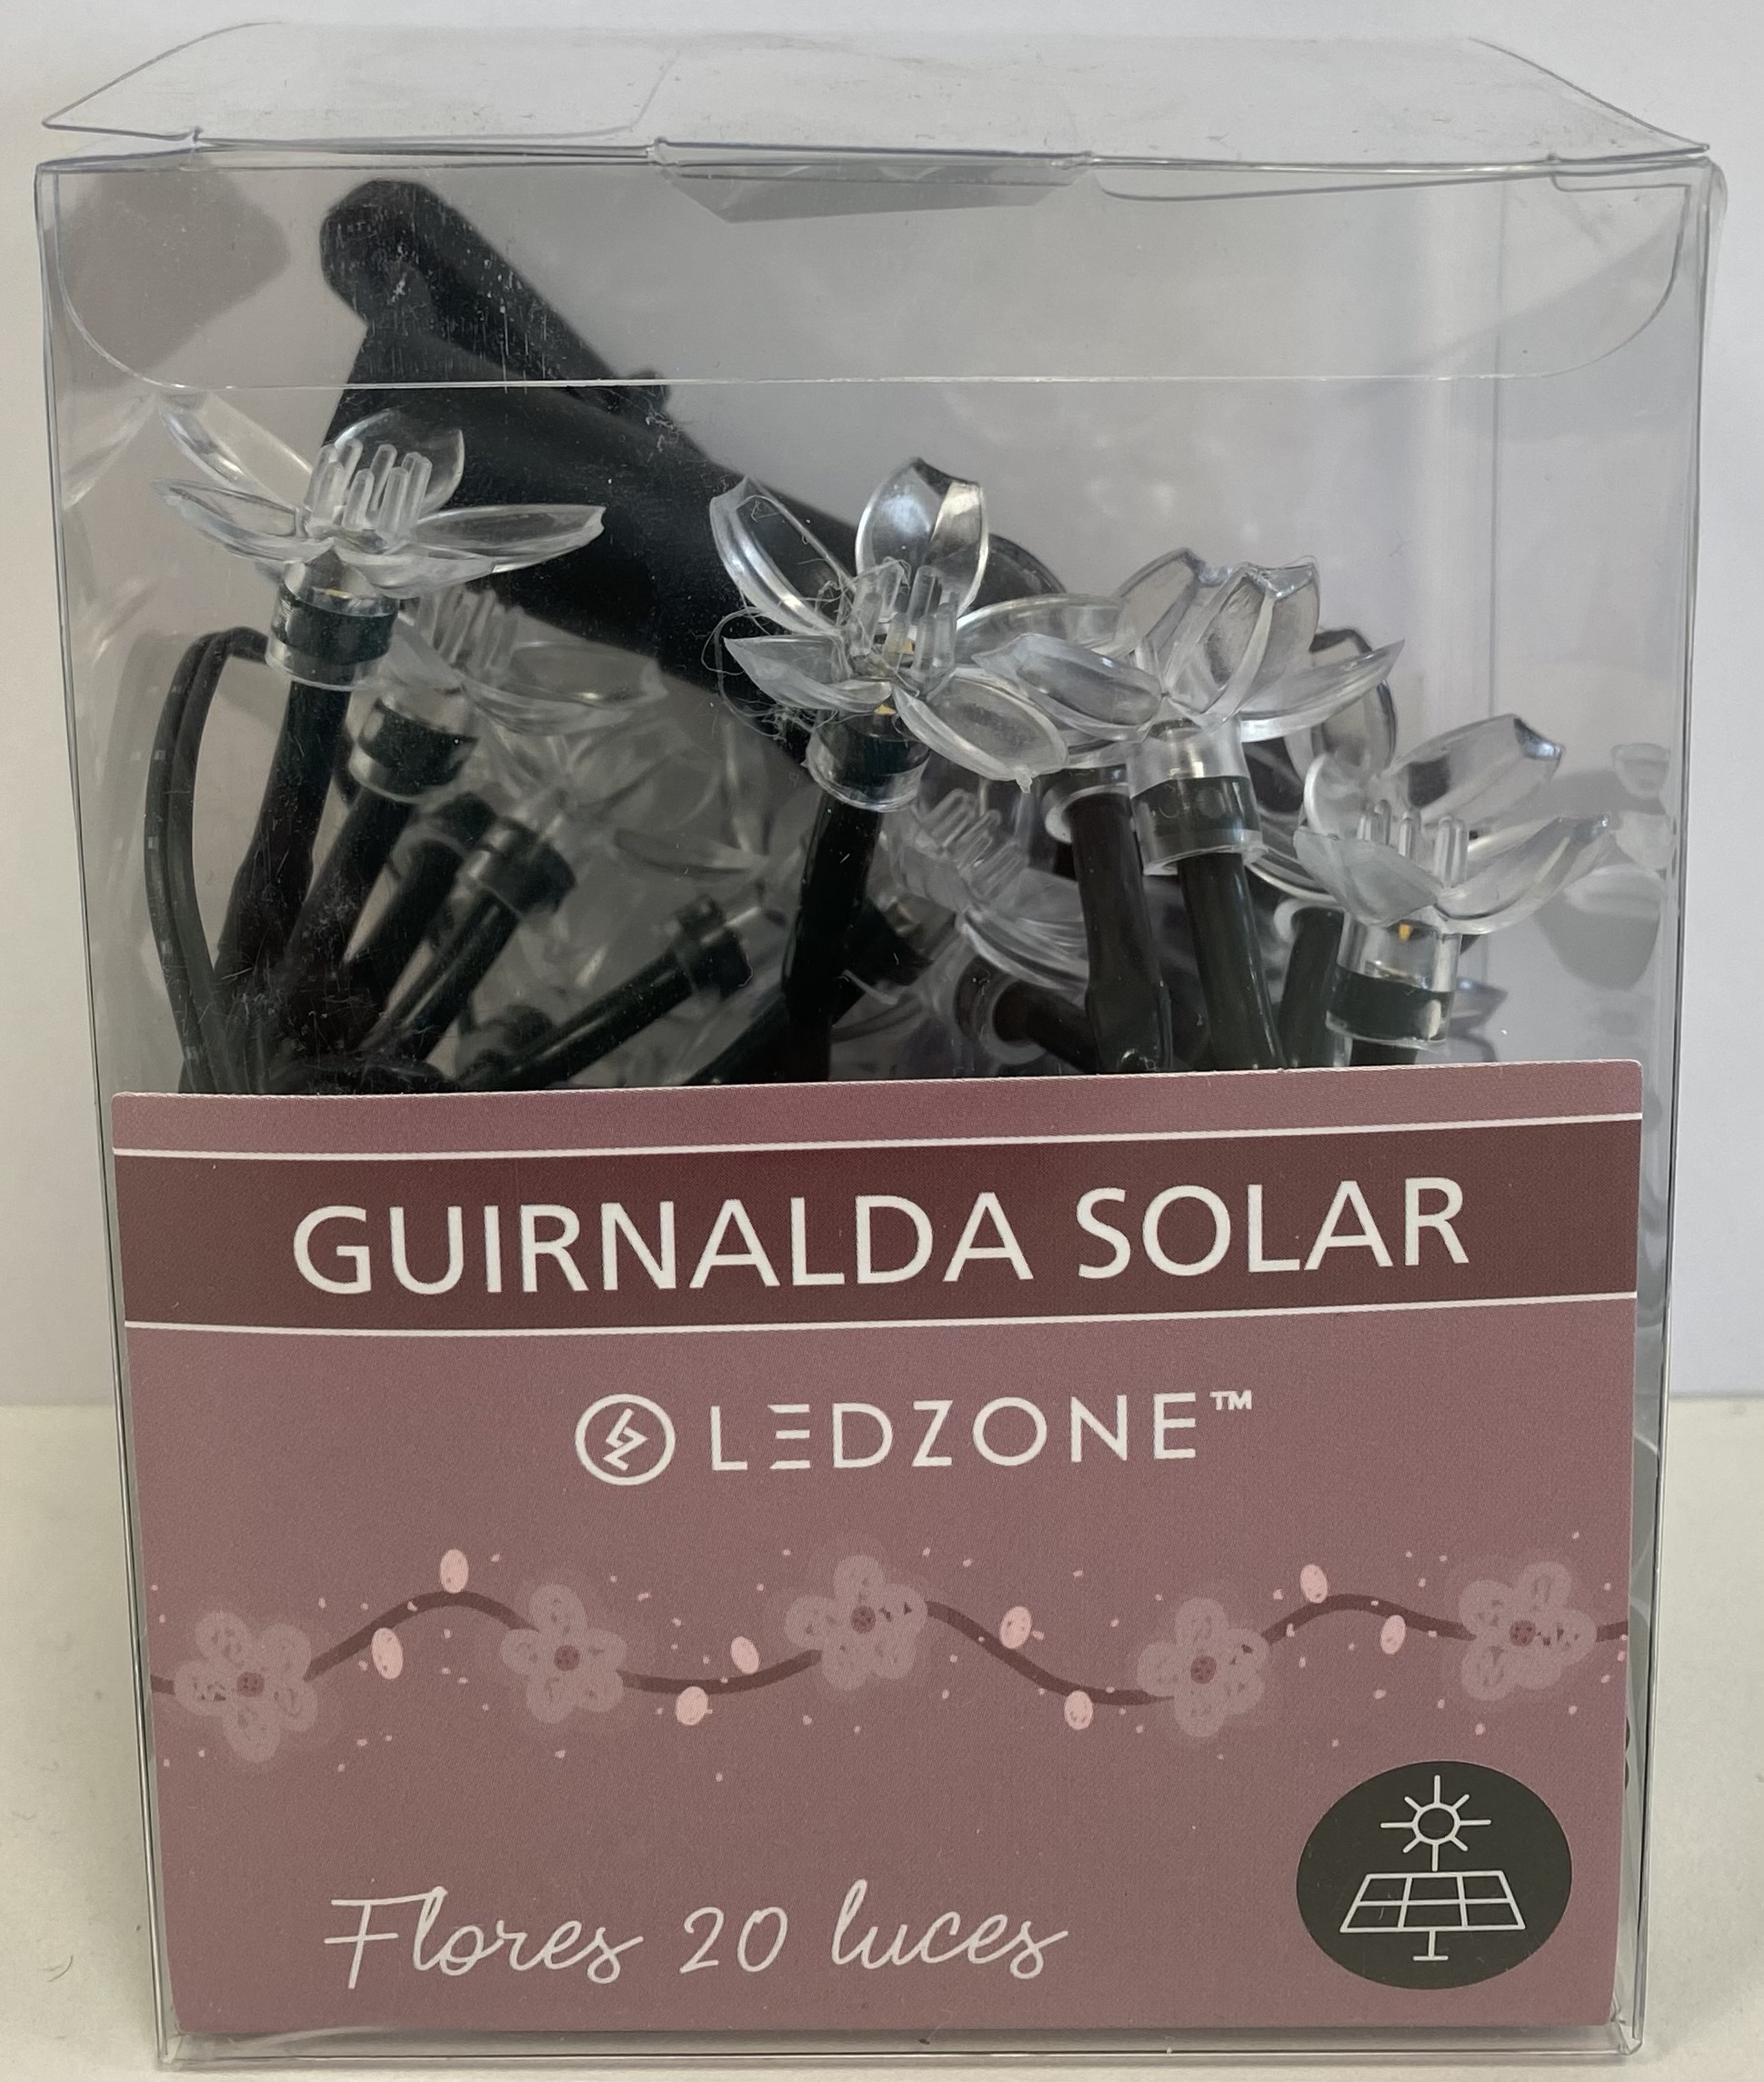 GUIRNALDA SOLAR
LEDZONE™
Flores 20 luces